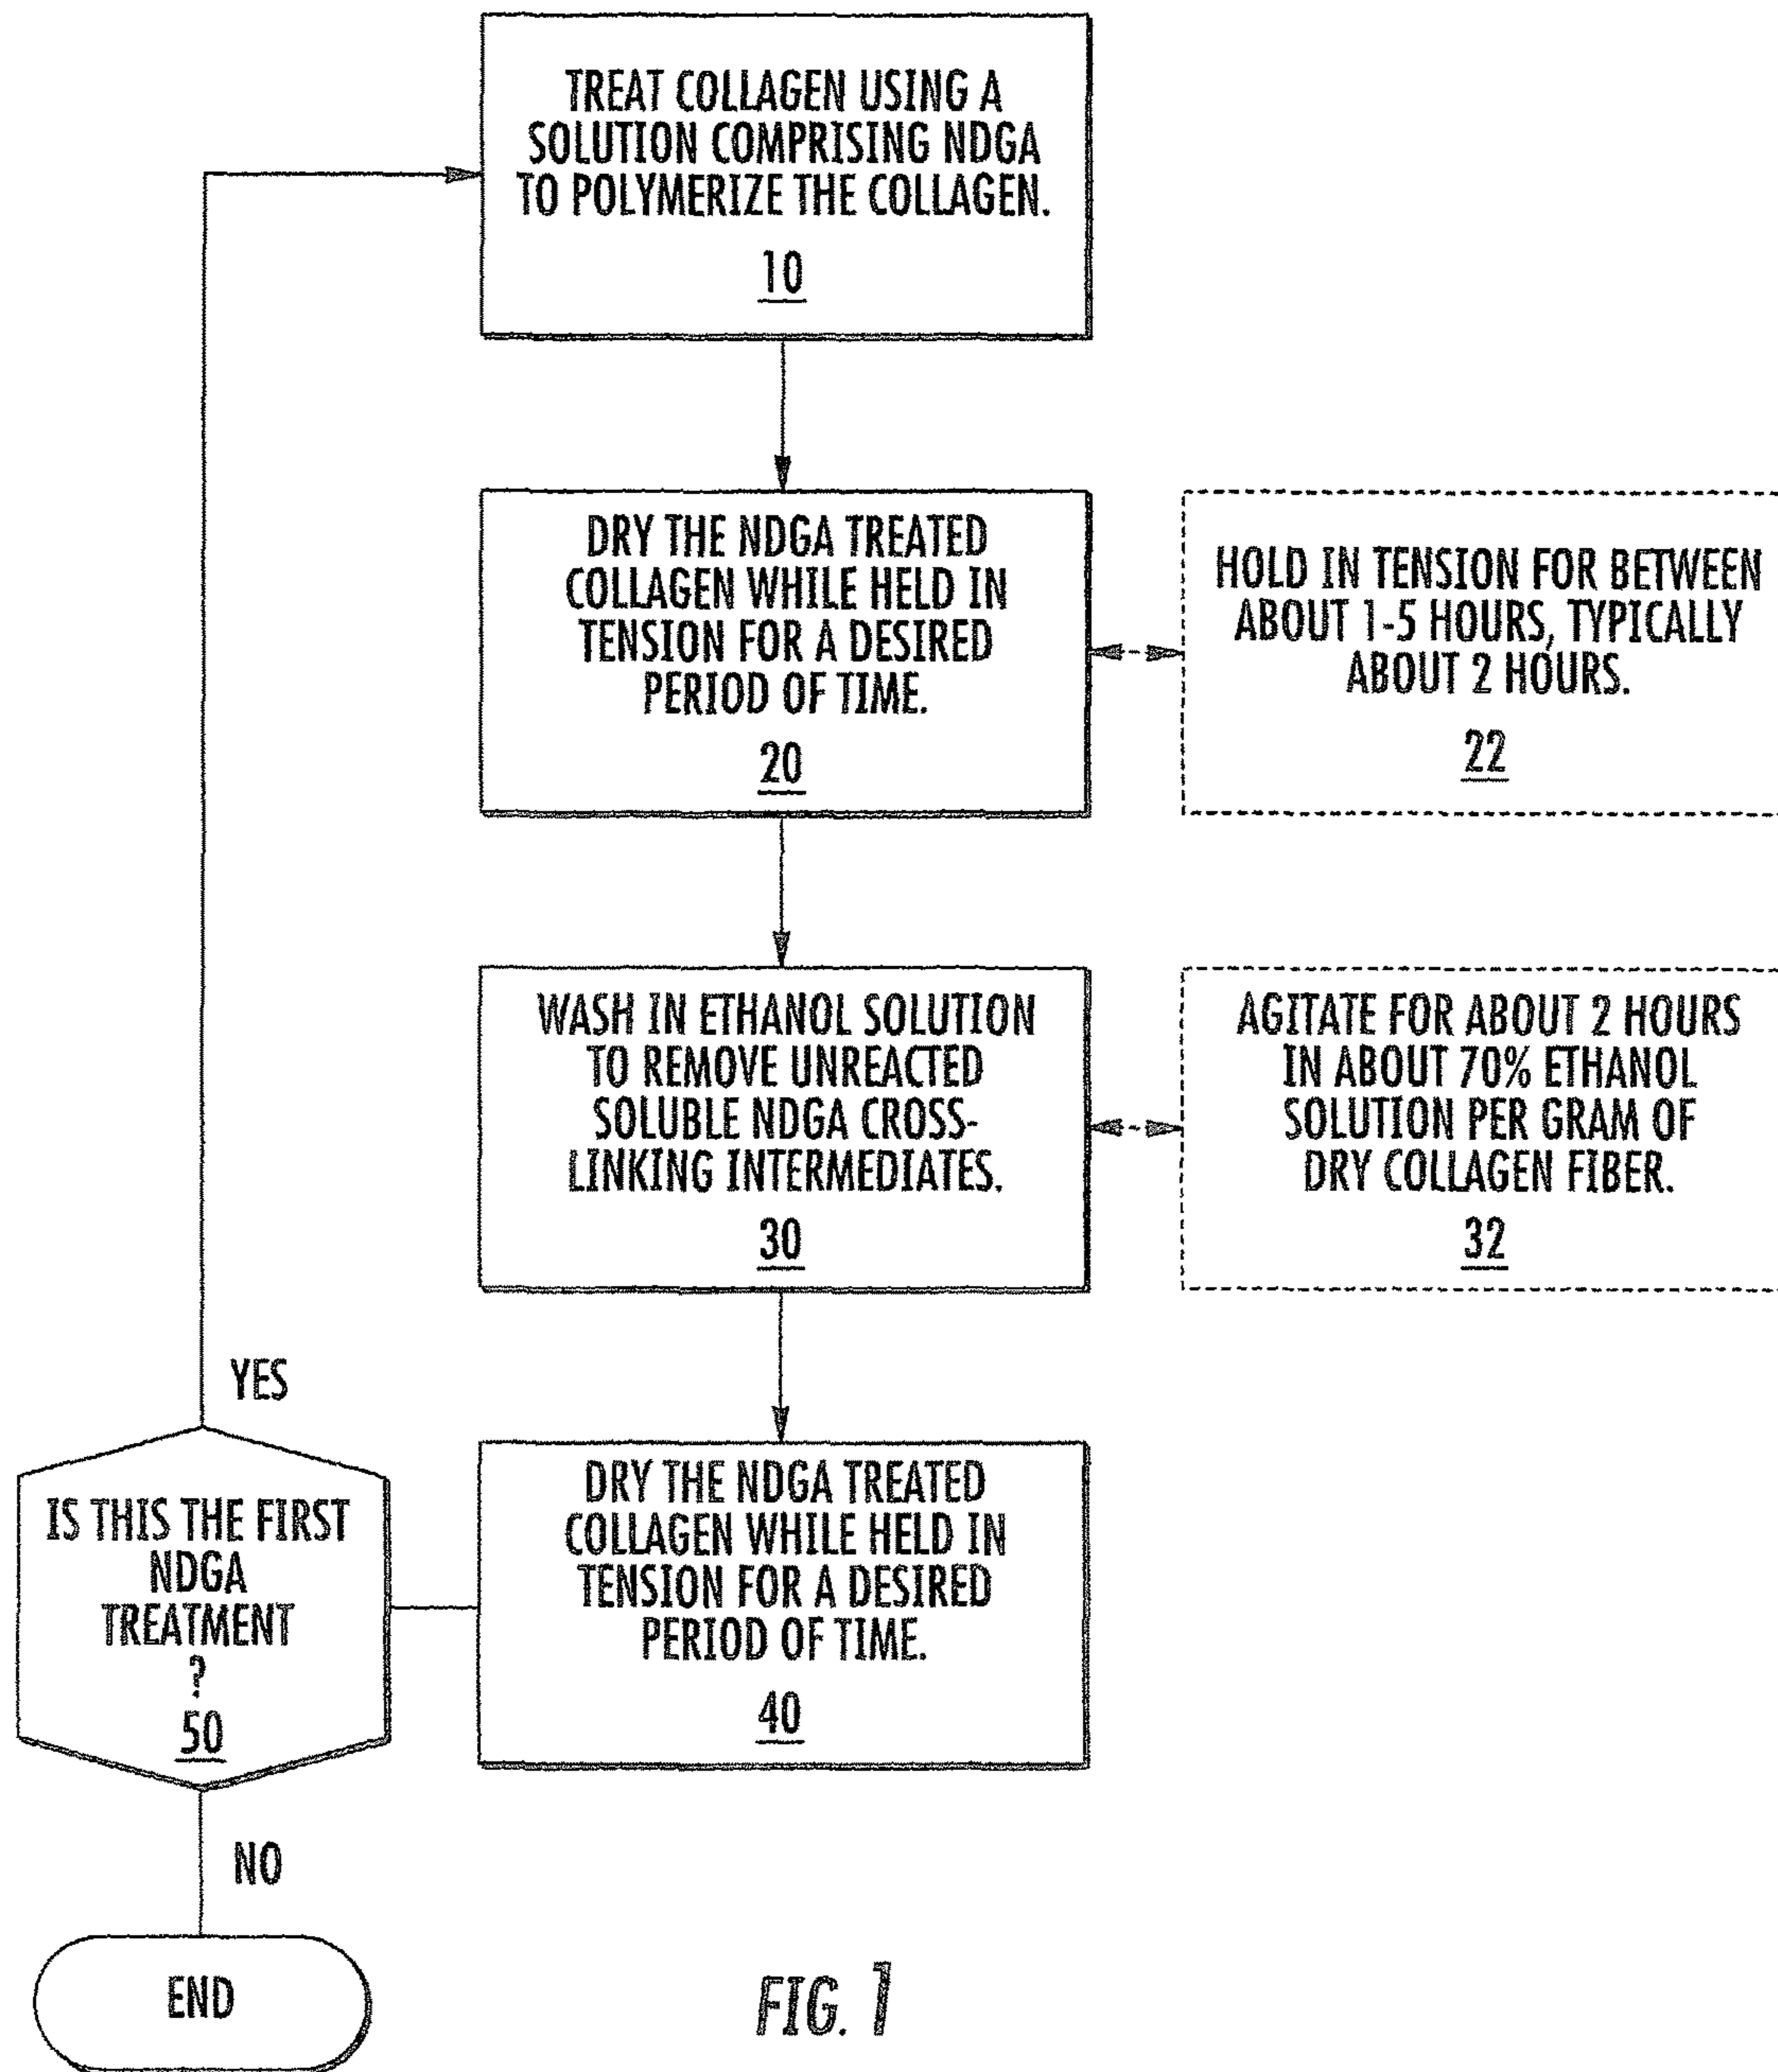 TREAT COLLAGEN USING A
SOLUTION COMPRISING NDGA
TO POLYMERIZE THE COLLAGEN.
10
DRY THE NDGA TREATED
COLLAGEN WHILE HELD IN
TENSION FOR A DESIRED
PERIOD OF TIME.
20
HOLD IN TENSION FOR BETWEEN
ABOUT 1-5 HOURS, TYPICALLY
ABOUT 2 HOURS.
22
WASH IN ETHANOL SOLUTION
TO REMOVE UNREACTED
SOLUBLE NDGA CROSS-
LINKING INTERMEDIATES.
30
AGITATE FOR ABOUT 2 HOURS
IN ABOUT 70% ETHANOL
SOLUTION PER GRAM OF
DRY COLLAGEN FIBER.
32
DRY THE NDGA TREATED
COLLAGEN WHILE HELD IN
TENSION FOR A DESIRED
PERIOD OF TIME.
40
YES
IS THIS THE FIRST
NDGA
TREATMENT
?
50
NO
END
FIG. 1